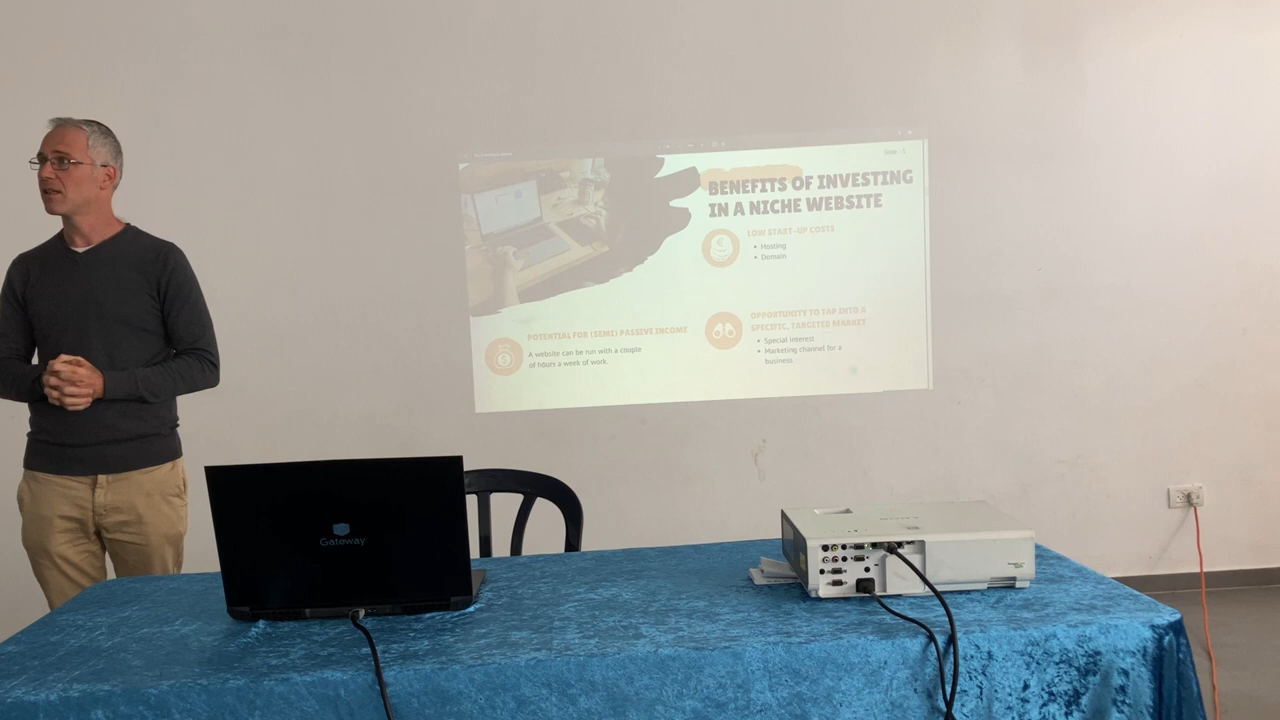 Slide 5
BENEFITS OF INVESTING
IN A NICHE WEBSITE
LOW START-UP COSTS
• Hosting
• Domain
OPPORTUNITY TO TAP INTO A
SPECIFIC, TARGETED MARKET
• Special interest
• Marketing channel for a
business
POTENTIAL FOR (SEMI) PASSIVE INCOME
A website can be run with a couple
of hours a week of work.
Gateway